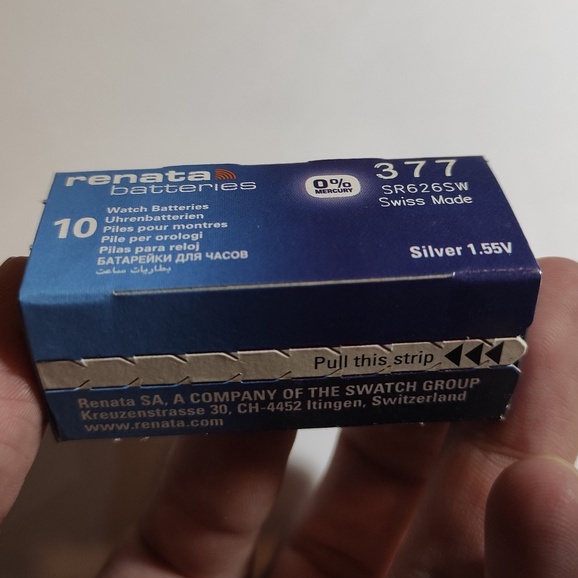 renata
batteries
10
Watch Batteries
Uhrenbatterien
Piles pour montres
Pile per orologi
Pilas para reloj
БАТАРЕЙКИ ДЛЯ ЧАСОВ
بطاريات ساعت
0%
MERCURY
377
SR626SW
Swiss Made
Silver 1.55V
Pull this strip
Renata SA, A COMPANY OF THE SWATCH GROUP
Kreuzenstrasse 30, CH-4452 Itingen, Switzerland
www.renata.com